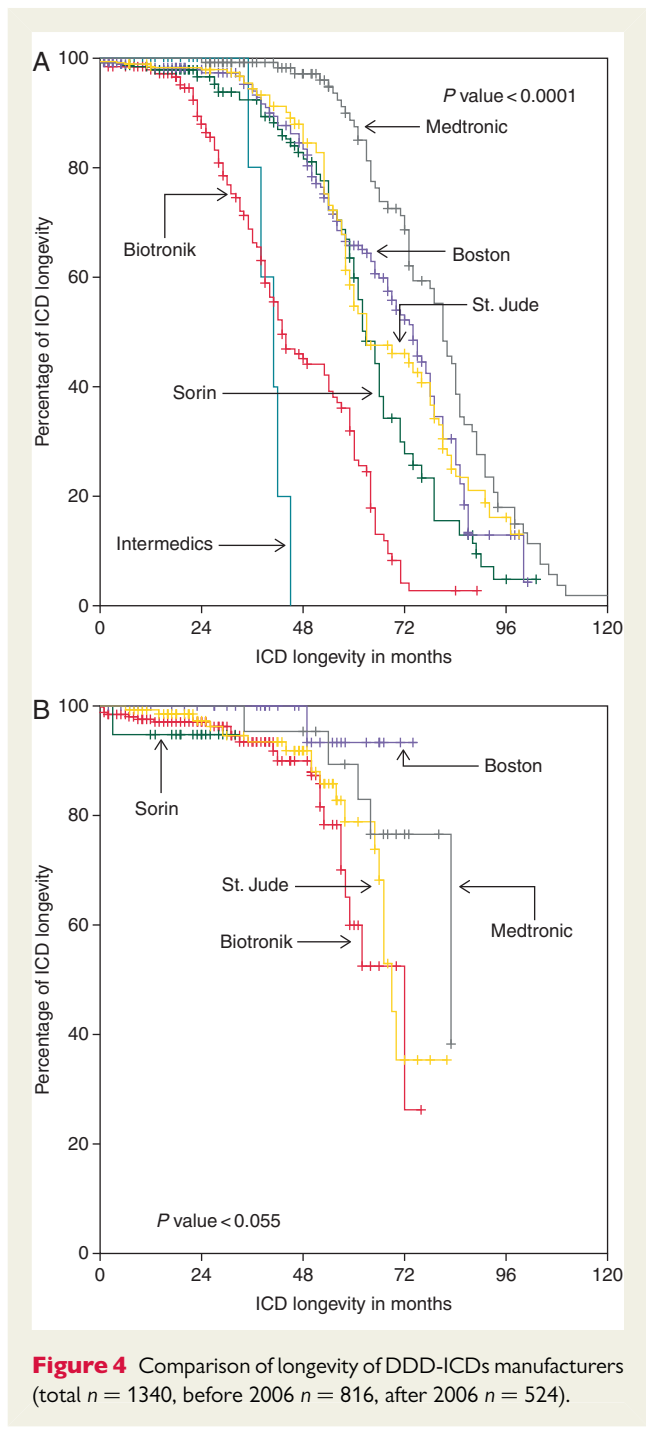 A
100
80
60
40
20
0
Percentage of ICD longevity
P value < 0.0001
Medtronic
Biotronik
Boston
St. Jude
Sorin
Intermedics
0 24 48 72 96 120
ICD longevity in months
B
100
80
60
40
20
0
Percentage of ICD longevity
Boston
Sorin
St. Jude
Medtronic
Biotronik
P value < 0.055
0 24 48 72 96 120
ICD longevity in months
Figure 4 Comparison of longevity of DDD-ICDs manufacturers
(total n = 1340, before 2006 n = 816, after 2006 n = 524).